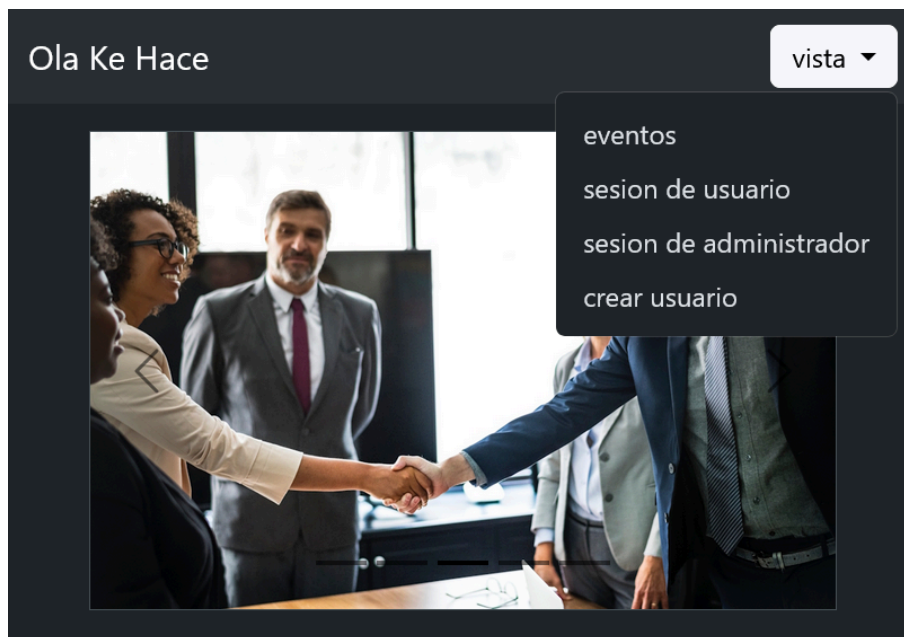 Ola Ke Hace
vista
eventos
sesion de usuario
sesion de administrador
crear usuario